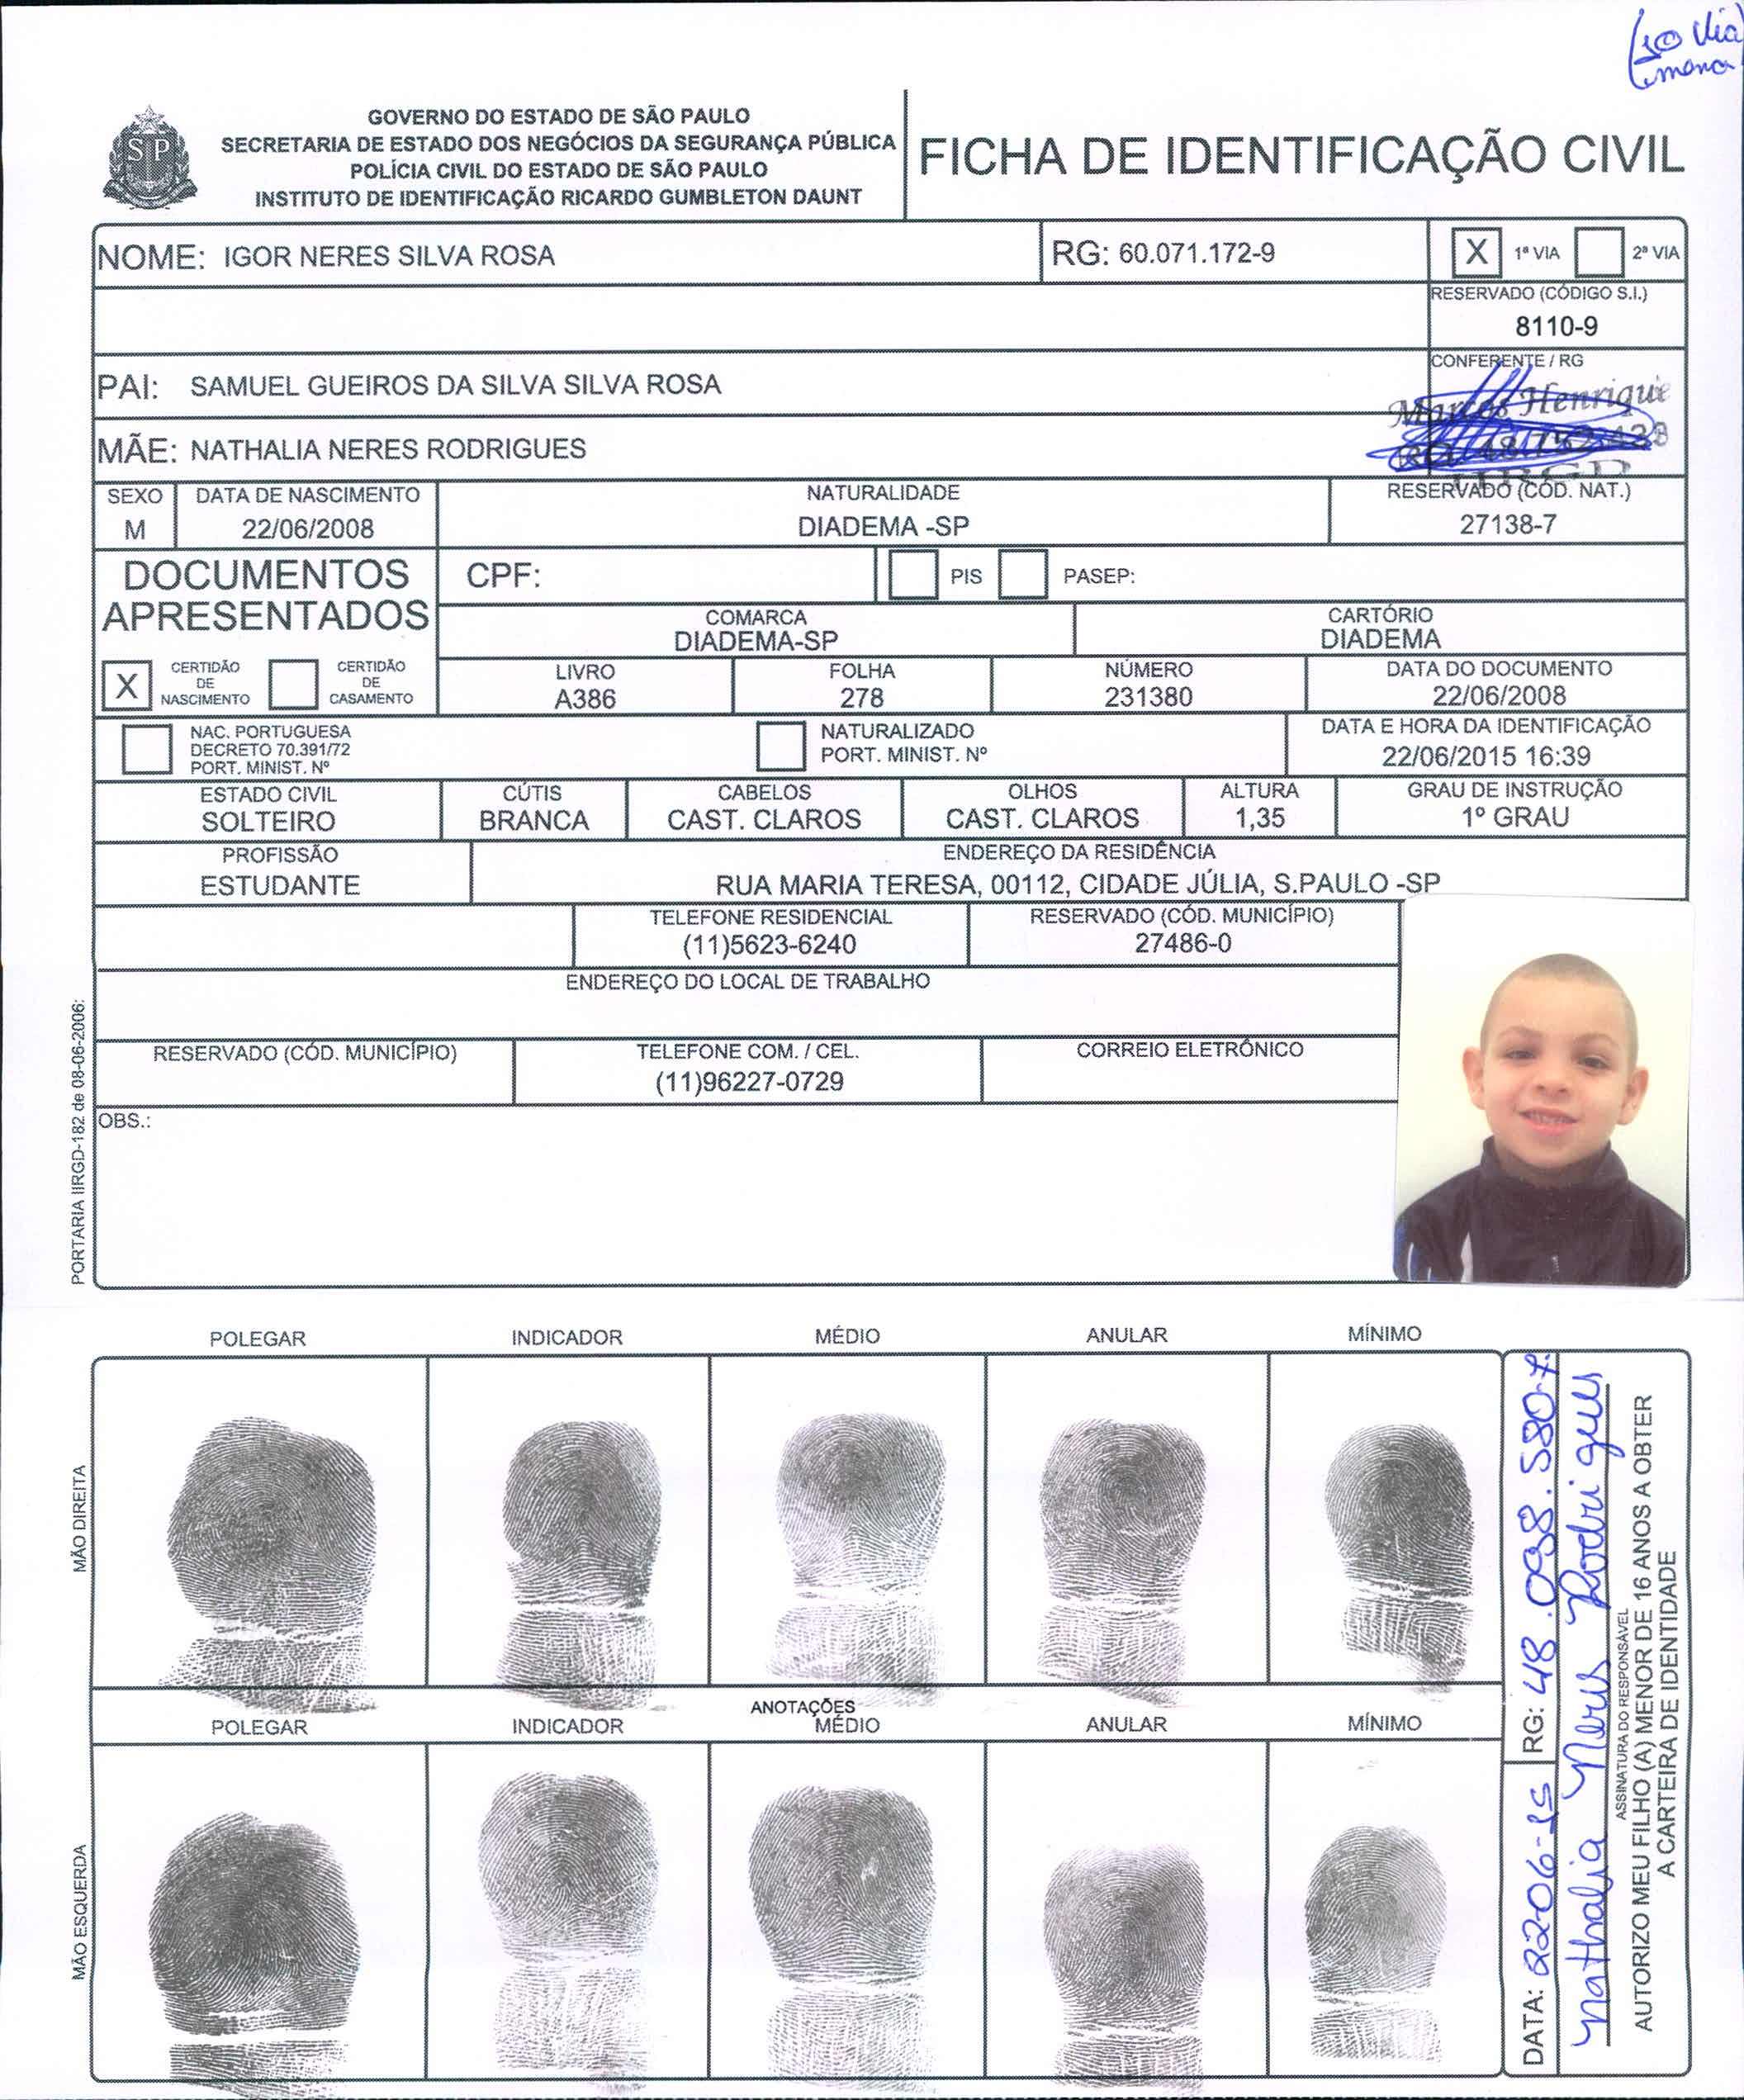 1ª Via
GOVERNO DO ESTADO DE SÃO PAULO
SECRETARIA DE ESTADO DOS NEGÓCIOS DA SEGURANÇA PÚBLICA
POLÍCIA CIVIL DO ESTADO DE SÃO PAULO
INSTITUTO DE IDENTIFICAÇÃO RICARDO GUMBLETON DAUNT
SP
FICHA DE IDENTIFICAÇÃO CIVIL
NOME: IGOR NERES SILVA ROSA RG: 60.071.172-9 X 1ª VIA 2ª VIA
RESERVADO (CÓDIGO S.I.)
8110-9
CONFERENTE / RG
PAI: SAMUEL GUEIROS DA SILVA SILVA ROSA
Marcos Henrique
MÃE: NATHALIA NERES RODRIGUES
IIRGD
SEXO DATA DE NASCIMENTO NATURALIDADE RESERVADO (COD. NAT.)
M 22/06/2008 DIADEMA -SP 27138-7
DOCUMENTOS APRESENTADOS
CPF: PIS PASEP:
COMARCA CARTÓRIO
DIADEMA-SP DIADEMA
X CERTIDÃO DE NASCIMENTO CERTIDÃO DE CASAMENTO
LIVRO FOLHA NÚMERO DATA DO DOCUMENTO
A386 278 231380 22/06/2008
NAC. PORTUGUESA
DECRETO 70.391/72
PORT. MINIST. Nº
NATURALIZADO
PORT. MINIST. Nº
DATA E HORA DA IDENTIFICAÇÃO
22/06/2015 16:39
ESTADO CIVIL CÚTIS CABELOS OLHOS ALTURA GRAU DE INSTRUÇÃO
SOLTEIRO BRANCA CAST. CLAROS CAST. CLAROS 1,35 1º GRAU
PROFISSÃO ENDEREÇO DA RESIDÊNCIA
ESTUDANTE RUA MARIA TERESA, 00112, CIDADE JÚLIA, S.PAULO -SP
TELEFONE RESIDENCIAL RESERVADO (CÓD. MUNICÍPIO)
(11)5623-6240 27486-0
ENDEREÇO DO LOCAL DE TRABALHO
RESERVADO (CÓD. MUNICÍPIO) TELEFONE COM. / CEL. CORREIO ELETRÔNICO
(11)96227-0729
OBS.:
PORTARIA IIRGD-182 de 08-06-2006:
POLEGAR INDICADOR MÉDIO ANULAR MÍNIMO
MÃO DIREITA
ANOTAÇÕES
POLEGAR INDICADOR MÉDIO ANULAR MÍNIMO
MÃO ESQUERDA
DATA: 22-06-15 RG: 48.098.580-7.
Nathalia Neres Rodrigues
ASSINATURA DO RESPONSÁVEL
AUTORIZO MEU FILHO (A) MENOR DE 16 ANOS A OBTER
A CARTEIRA DE IDENTIDADE